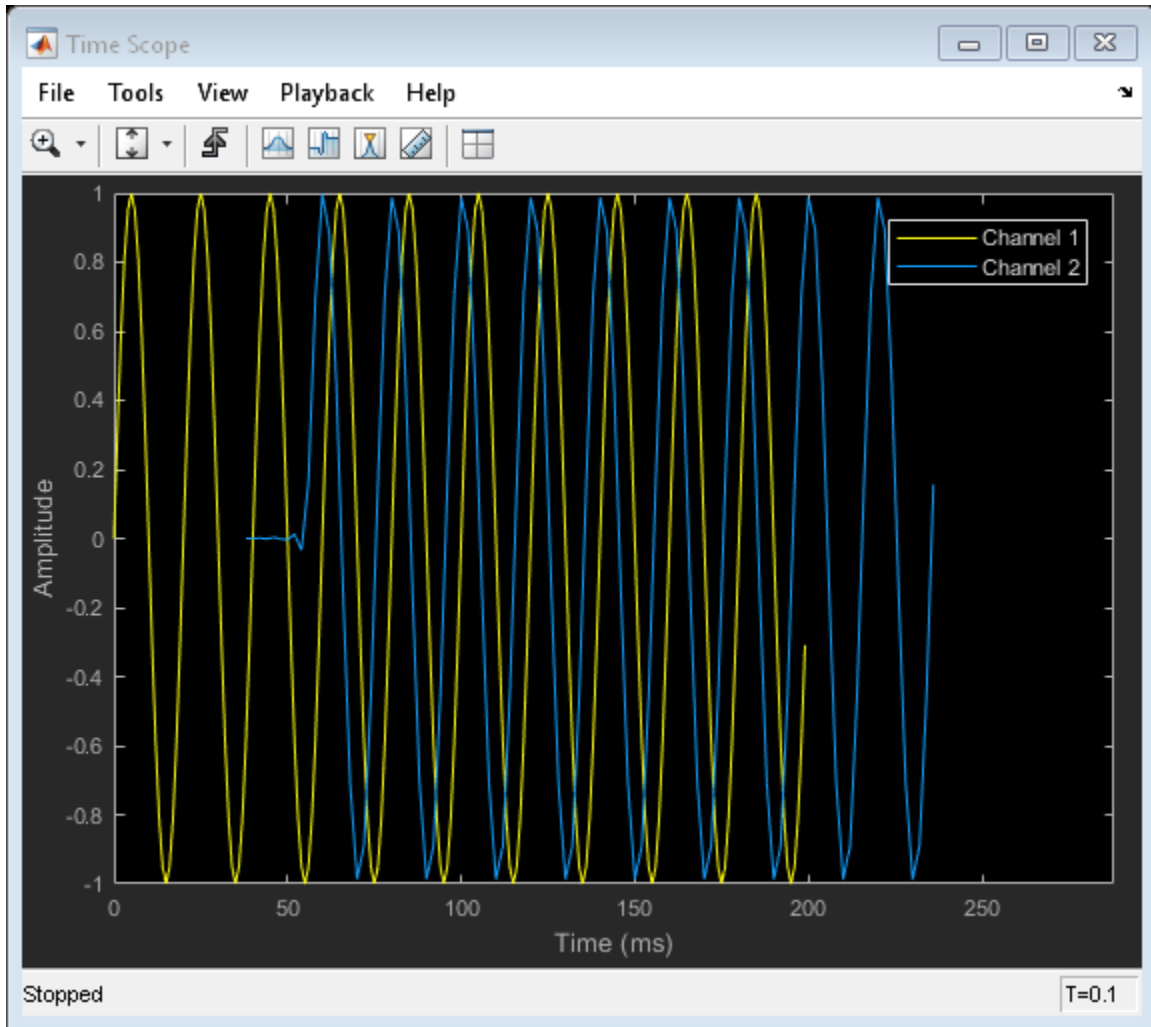 Time Scope
File Tools View Playback Help
1
0.8
0.6
0.4
0.2
0
-0.2
-0.4
-0.6
-0.8
-1
Amplitude
Channel 1
Channel 2
0 50 100 150 200 250
Time (ms)
Stopped T=0.1